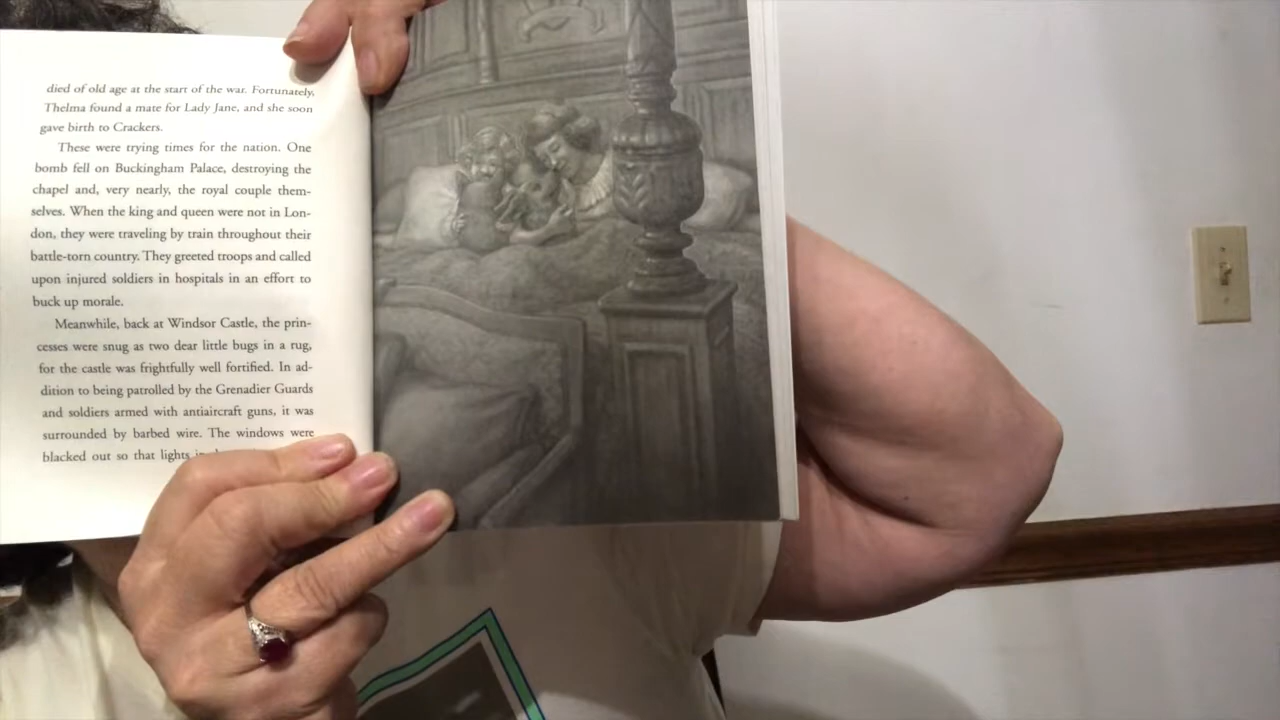 died of old age at the start of the war. Fortunately,
Thelma found a mate for Lady Jane, and she soon
gave birth to Crackers.
These were trying times for the nation. One
bomb fell on Buckingham Palace, destroying the
chapel and, very nearly, the royal couple them-
selves. When the king and queen were not in Lon-
don, they were traveling by train throughout their
battle-torn country. They greeted troops and called
upon injured soldiers in hospitals in an effort to
buck up morale.
Meanwhile, back at Windsor Castle, the prin-
cesses were snug as two dear little bugs in a rug,
for the castle was frightfully well fortified. In ad-
dition to being patrolled by the Grenadier Guards
and soldiers armed with antiaircraft guns, it was
surrounded by barbed wire. The windows were
blacked out so that lights